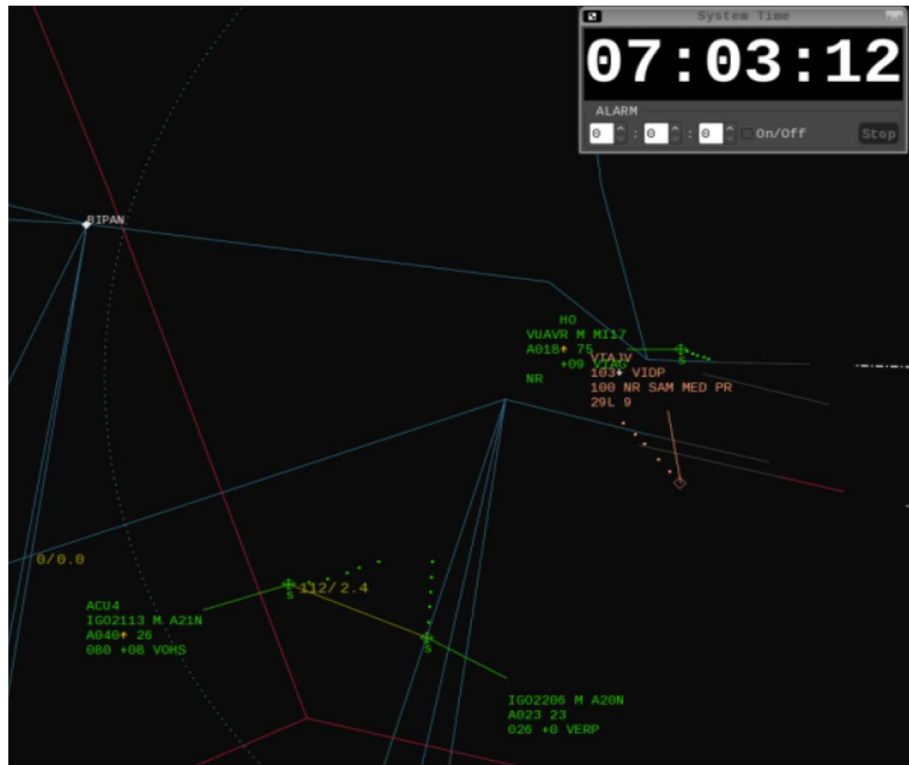 System Time
07:03:12
ALARM
0 : 0 : 0 On/Off Stop
BIPAN
HO
VUAVR M MI17
A018↑ 75
+09 VTAG
NR
VTAJV
103↓ VIDP
100 NR SAM MED PR
29L 9
S
0/0.0
112/2.4
S
ACU4
IGO2113 M A21N
A040↑ 26
080 +08 VOHS
S
IGO2206 M A20N
A023 23
026 +0 VERP